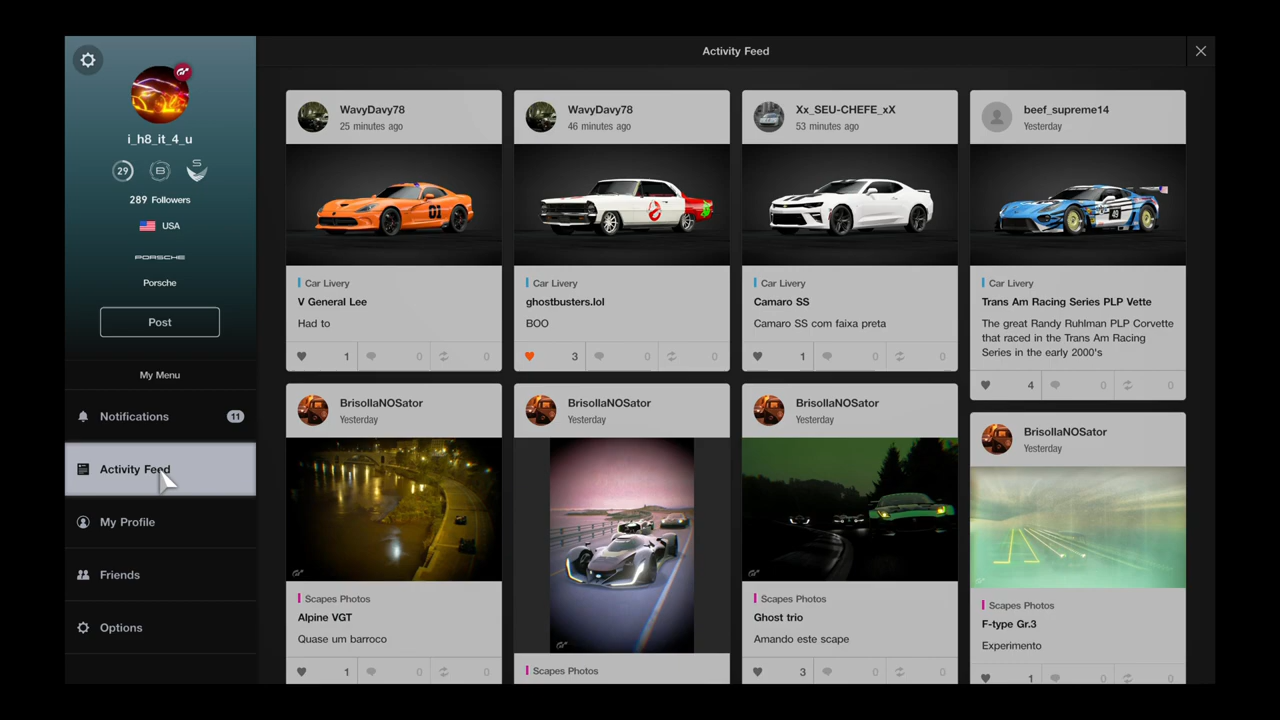 Activity Feed
i_h8_it_4_u
29
B
S
289 Followers
USA
PORSCHE
Porsche
Post
My Menu
Notifications
11
Activity Feed
My Profile
Friends
Options
WavyDavy78
25 minutes ago
01
Car Livery
V General Lee
Had to
1
0
0
WavyDavy78
46 minutes ago
Car Livery
ghostbusters.lol
BOO
3
0
0
Xx_SEU-CHEFE_xX
53 minutes ago
Car Livery
Camaro SS
Camaro SS com faixa preta
1
0
0
beef_supreme14
Yesterday
49
Car Livery
Trans Am Racing Series PLP Vette
The great Randy Ruhlman PLP Corvette
that raced in the Trans Am Racing
Series in the early 2000's
4
0
0
BrisollaNOSator
Yesterday
Scapes Photos
Alpine VGT
Quase um barroco
1
0
0
BrisollaNOSator
Yesterday
Scapes Photos
BrisollaNOSator
Yesterday
Scapes Photos
Ghost trio
Amando este scape
3
0
0
BrisollaNOSator
Yesterday
Scapes Photos
F-type Gr.3
Experimento
1
0
0